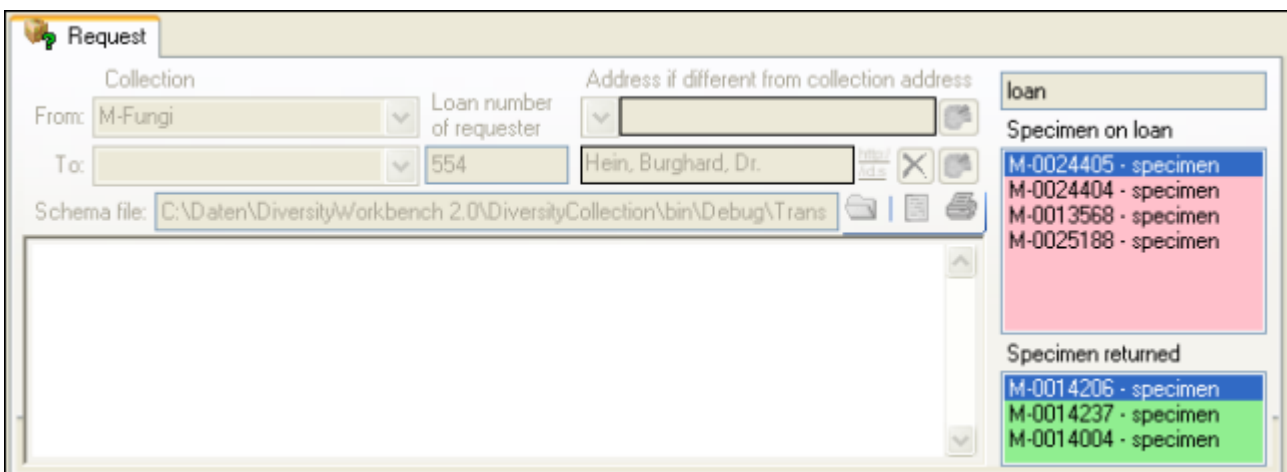 Request
Collection
Address if different from collection address
From: M-Fungi
Loan number
of requester
To:
554
Hein, Burghard, Dr.
http://
id.s
Schema file: C:\Daten\DiversityWorkbench 2.0\DiversityCollection\bin\Debug\Trans
loan
Specimen on loan
M-0024405 - specimen
M-0024404 - specimen
M-0013568 - specimen
M-0025188 - specimen
Specimen returned
M-0014206 - specimen
M-0014237 - specimen
M-0014004 - specimen